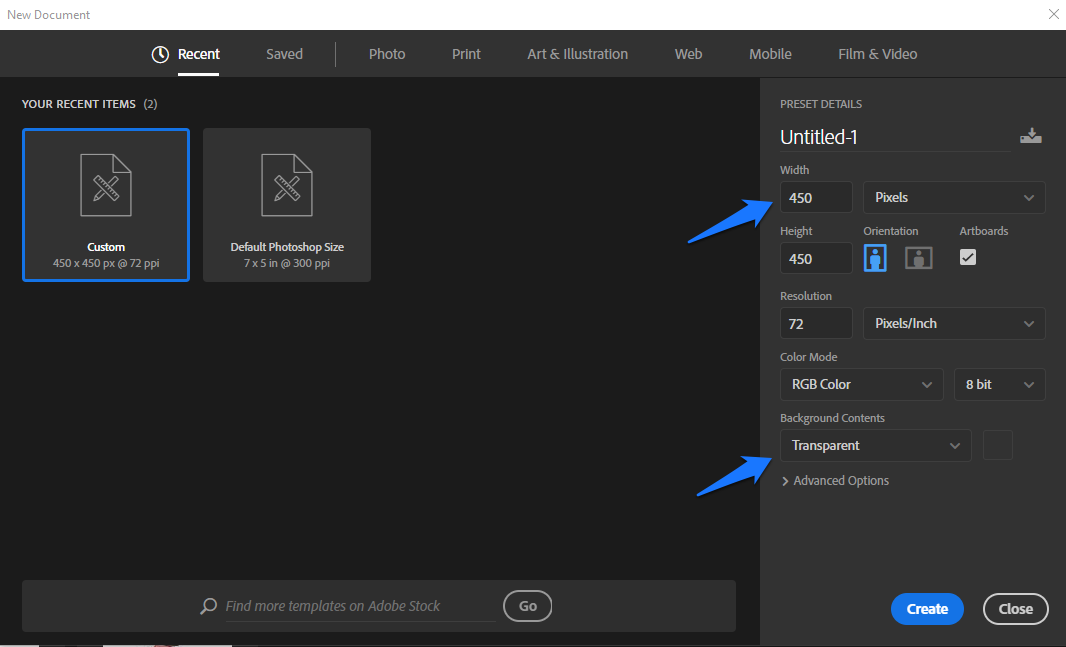 New Document
Recent Saved Photo Print Art & Illustration Web Mobile Film & Video
YOUR RECENT ITEMS (2)
Custom
450 x 450 px @ 72 ppi
Default Photoshop Size
7 x 5 in @ 300 ppi
Find more templates on Adobe Stock Go
PRESET DETAILS
Untitled-1
Width
450 Pixels
Height Orientation Artboards
450
Resolution
72 Pixels/Inch
Color Mode
RGB Color 8 bit
Background Contents
Transparent
Advanced Options
Create Close